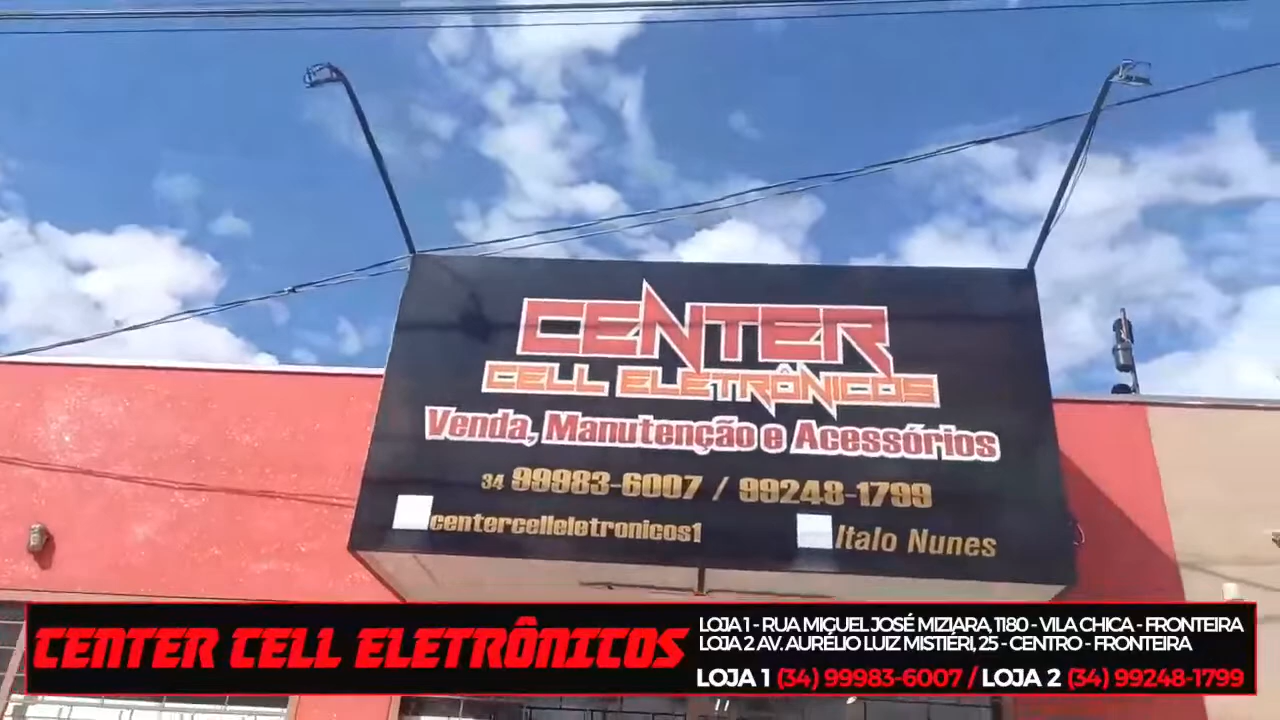 CENTER
CELL ELETRÔNICOS
Venda, Manutenção e Acessórios
34 99983-6007 / 99248-1799
centercelleletronicos1
Italo Nunes
CENTER CELL ELETRÔNICOS
LOJA 1 - RUA MIGUEL JOSÉ MIZIARA, 1180 - VILA CHICA - FRONTEIRA
LOJA 2 AV. AURÉLIO LUIZ MISTIÉRI, 25 - CENTRO - FRONTEIRA
LOJA 1 (34) 99983-6007 / LOJA 2 (34) 99248-1799